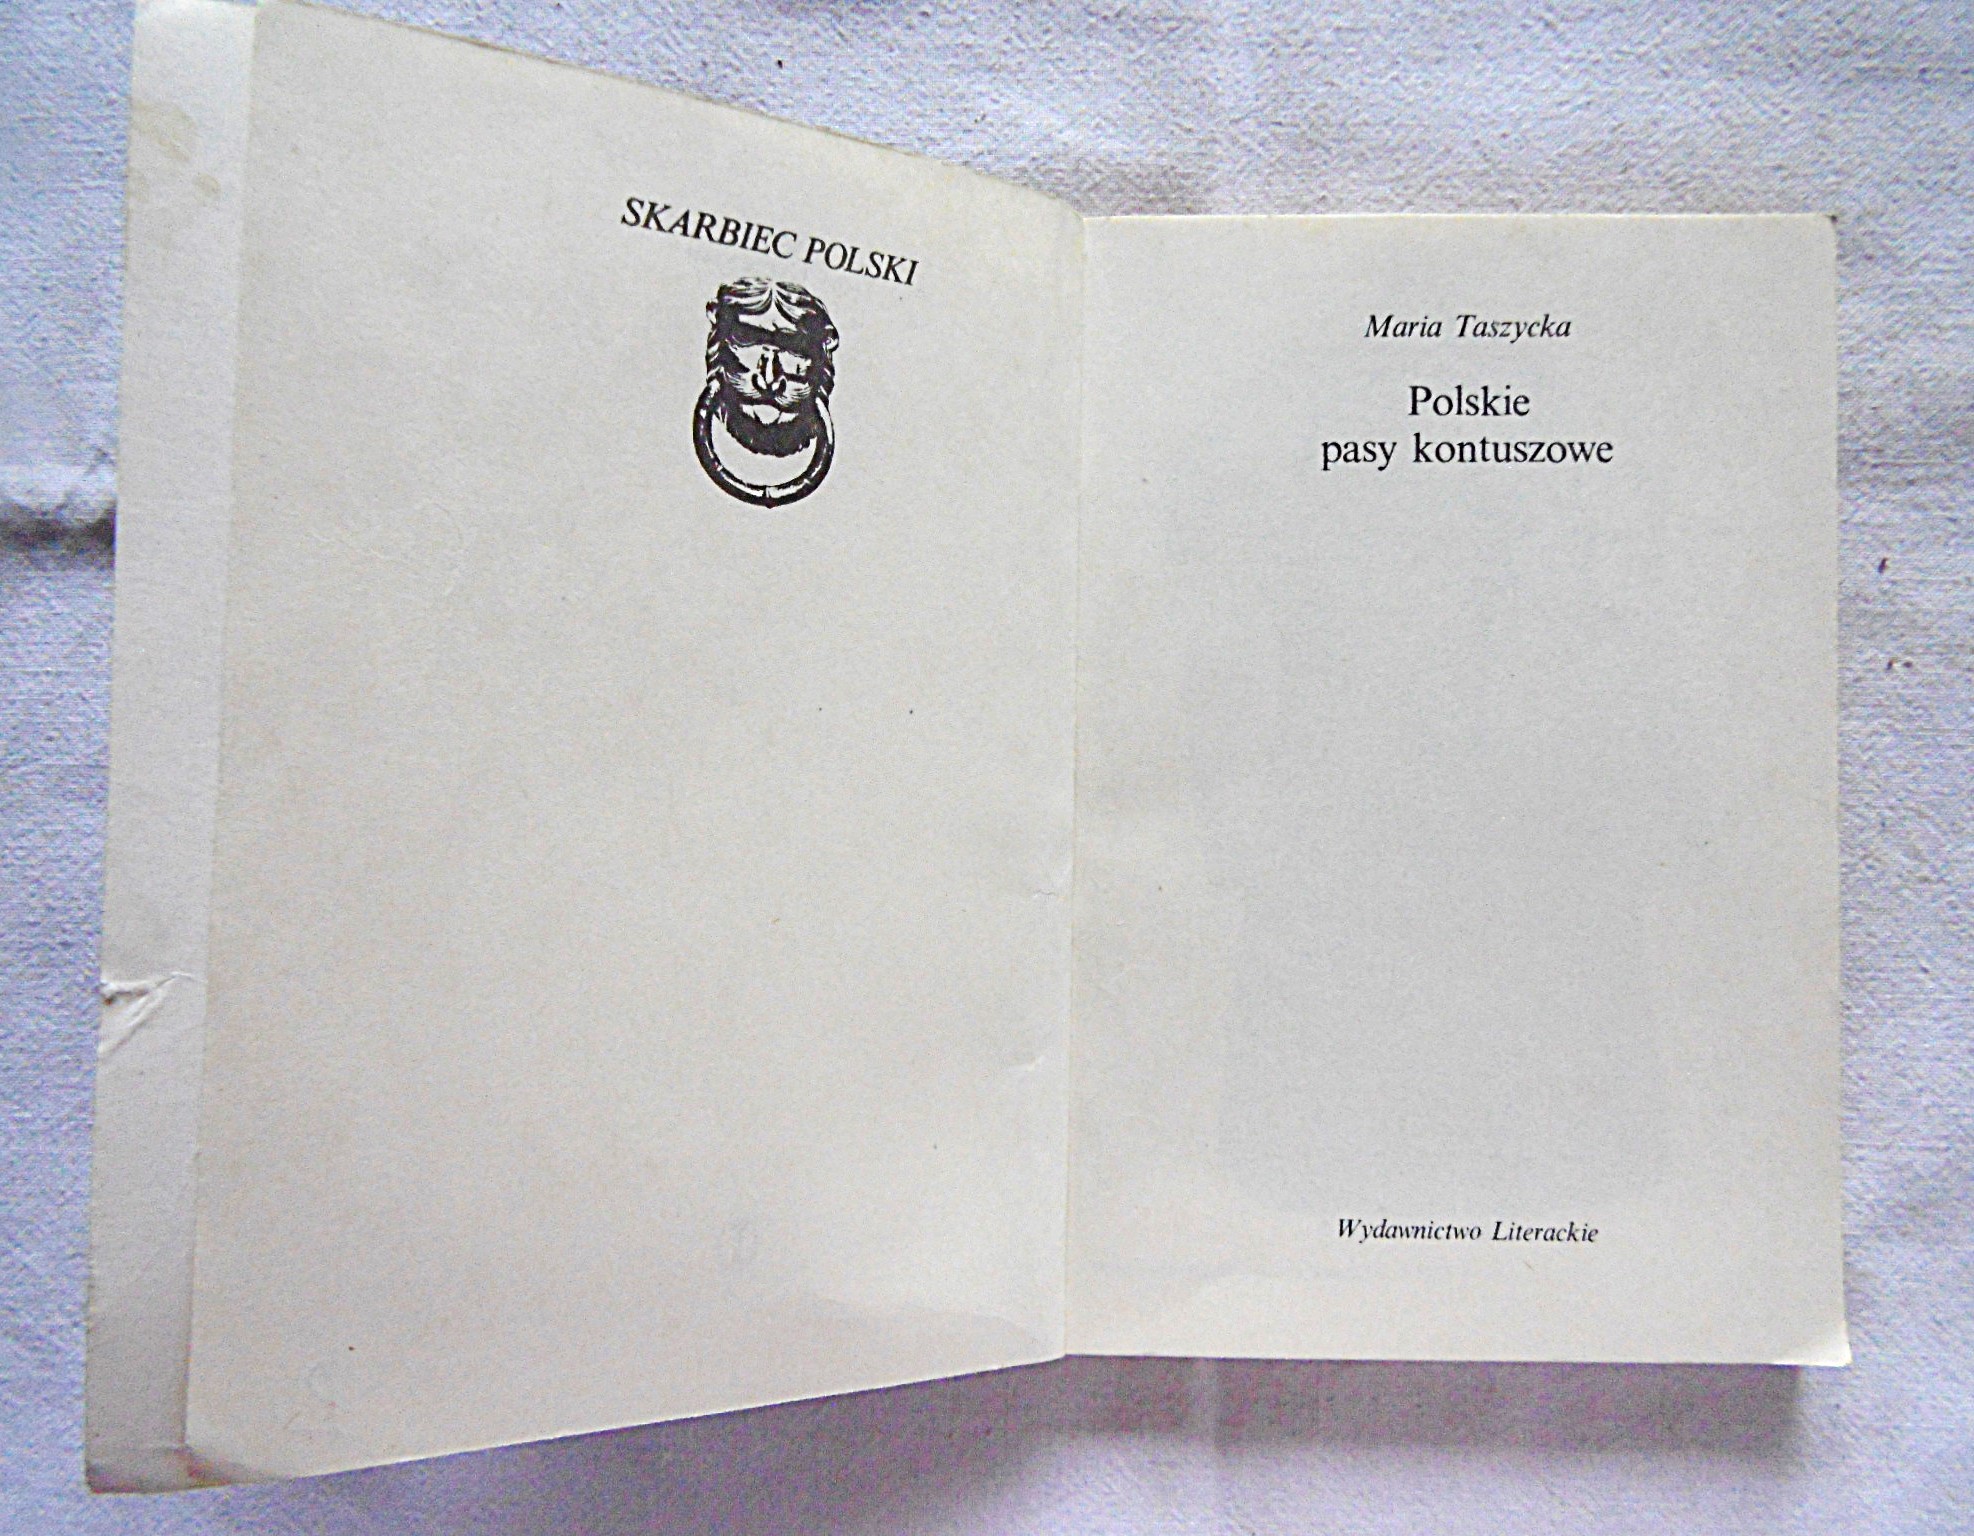 SKARBIEC POLSKI
Maria Taszycka
Polskie
pasy kontuszowe
Wydawnictwo Literackie